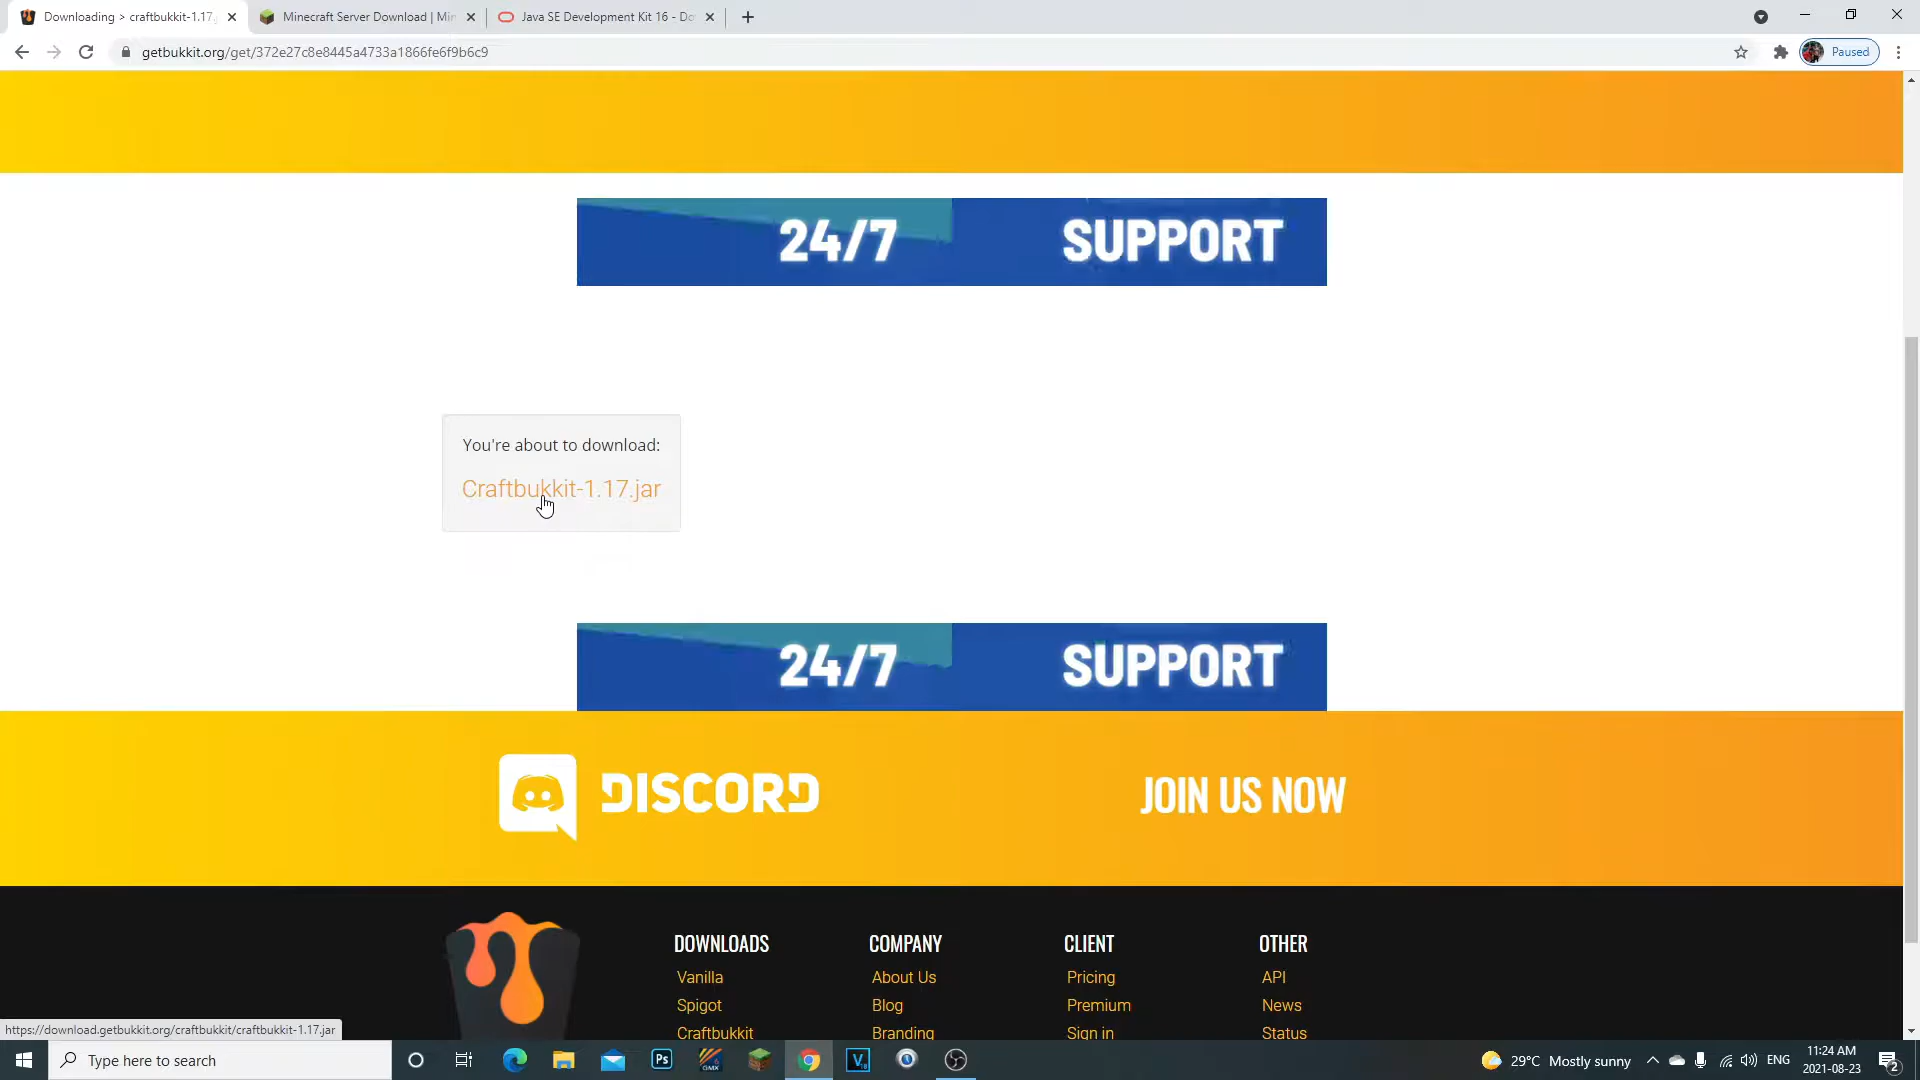 Downloading > craftbukkit-1.17.
Minecraft Server Download | Min
Java SE Development Kit 16 - Do
getbukkit.org/get/372e27c8e8445a4733a1866fe6f9b6c9
Paused
24/7 SUPPORT
You're about to download:
Craftbukkit-1.17.jar
24/7 SUPPORT
DISCORD
JOIN US NOW
DOWNLOADS
Vanilla
Spigot
Craftbukkit
COMPANY
About Us
Blog
Branding
CLIENT
Pricing
Premium
Sign in
OTHER
API
News
Status
https://download.getbukkit.org/craftbukkit/craftbukkit-1.17.jar
Type here to search
Ps
GMX
V
29°C Mostly sunny
ENG
11:24 AM
2021-08-23
2